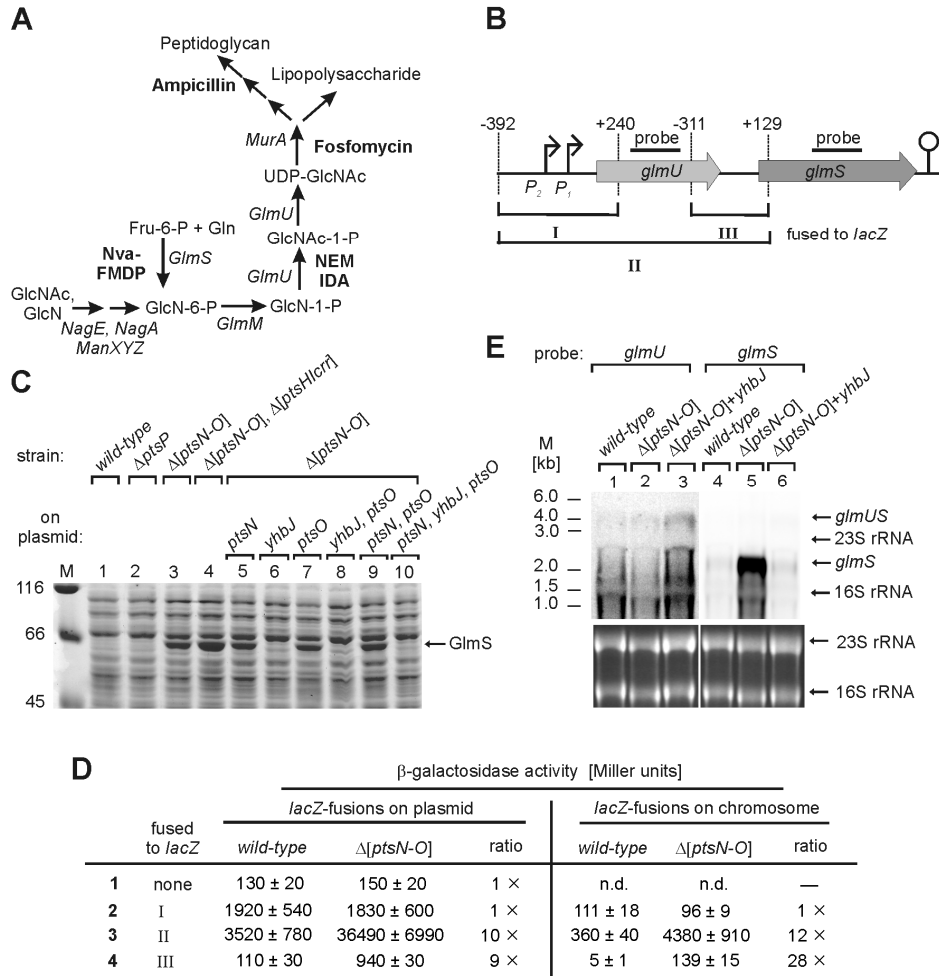 A
Peptidoglycan
Ampicillin
Lipopolysaccharide
MurA
Fosfomycin
UDP-GlcNAc
GlmU
Fru-6-P + Gln
GlcNAc-1-P
Nva-
FMDP
GlmS
GlmU
NEM
IDA
GlcNAc,
GlcN
GlcN-6-P
GlcN-1-P
NagE, NagA
ManXYZ
GlmM
B
-392 +240 -311 +129
probe probe
P2 P1 glmU glmS
I III fused to lacZ
II
C
strain: wild-type ΔptsP Δ[ptsN-O] Δ[ptsN-O], Δ[ptsHIcrr] Δ[ptsN-O]
on
plasmid: ptsN yhbJ ptsO yhbJ, ptsO ptsN, ptsO ptsN, yhbJ, ptsO
M 1 2 3 4 5 6 7 8 9 10
116
66
GlmS
45
E
probe: glmU glmS
wild-type Δ[ptsN-O] Δ[ptsN-O]+yhbJ wild-type Δ[ptsN-O] Δ[ptsN-O]+yhbJ
M
[kb]
1 2 3 4 5 6
6.0
4.0
3.0
2.0
1.5
1.0
glmUS
23S rRNA
glmS
16S rRNA
23S rRNA
16S rRNA
D
β-galactosidase activity [Miller units]
lacZ-fusions on plasmid lacZ-fusions on chromosome
fused
to lacZ wild-type Δ[ptsN-O] ratio wild-type Δ[ptsN-O] ratio
1 none 130 ± 20 150 ± 20 1 × n.d. n.d. —
2 I 1920 ± 540 1830 ± 600 1 × 111 ± 18 96 ± 9 1 ×
3 II 3520 ± 780 36490 ± 6990 10 × 360 ± 40 4380 ± 910 12 ×
4 III 110 ± 30 940 ± 30 9 × 5 ± 1 139 ± 15 28 ×